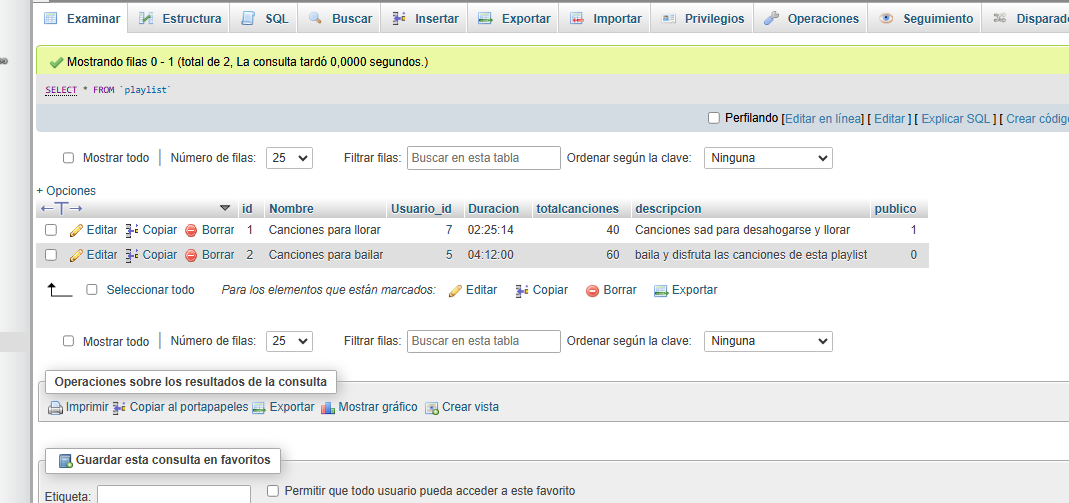 Examinar Estructura SQL Buscar Insertar Exportar Importar Privilegios Operaciones Seguimiento Disparad
Mostrando filas 0 - 1 (total de 2, La consulta tardó 0,0000 segundos.)
SELECT * FROM `playlist`
Perfilando [Editar en línea] [ Editar ] [ Explicar SQL ] [ Crear código
Mostrar todo Número de filas: 25 Filtrar filas: Buscar en esta tabla Ordenar según la clave: Ninguna
+ Opciones
←T→ id Nombre Usuario_id Duracion totalcanciones descripcion publico
Editar Copiar Borrar 1 Canciones para llorar 7 02:25:14 40 Canciones sad para desahogarse y llorar 1
Editar Copiar Borrar 2 Canciones para bailar 5 04:12:00 60 baila y disfruta las canciones de esta playlist 0
Seleccionar todo Para los elementos que están marcados: Editar Copiar Borrar Exportar
Mostrar todo Número de filas: 25 Filtrar filas: Buscar en esta tabla Ordenar según la clave: Ninguna
Operaciones sobre los resultados de la consulta
Imprimir Copiar al portapapeles Exportar Mostrar gráfico Crear vista
Guardar esta consulta en favoritos
Etiqueta: Permitir que todo usuario pueda acceder a este favorito